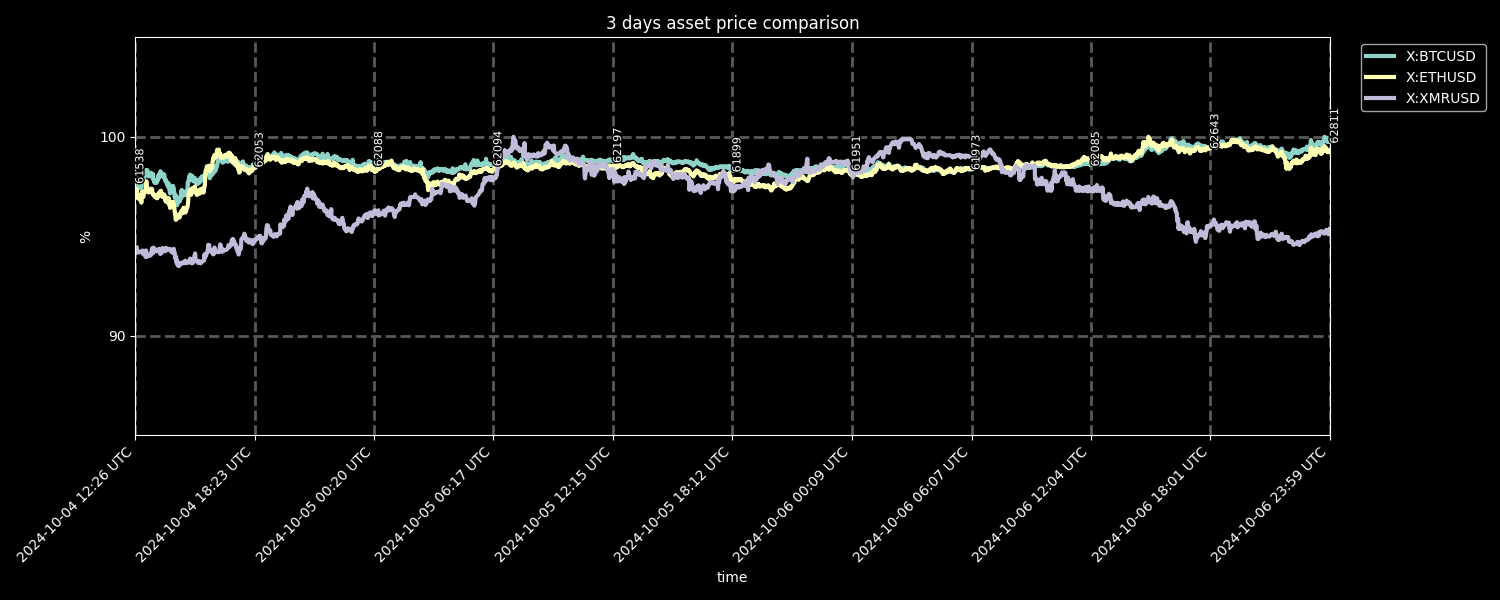 3 days asset price comparison
X:BTCUSD
X:ETHUSD
X:XMRUSD
100
90
%
61538
62053
62088
62094
62197
61899
61951
61973
62085
62643
62811
2024-10-04 12:26 UTC
2024-10-04 18:23 UTC
2024-10-05 00:20 UTC
2024-10-05 06:17 UTC
2024-10-05 12:15 UTC
2024-10-05 18:12 UTC
2024-10-06 00:09 UTC
2024-10-06 06:07 UTC
2024-10-06 12:04 UTC
2024-10-06 18:01 UTC
2024-10-06 23:59 UTC
time